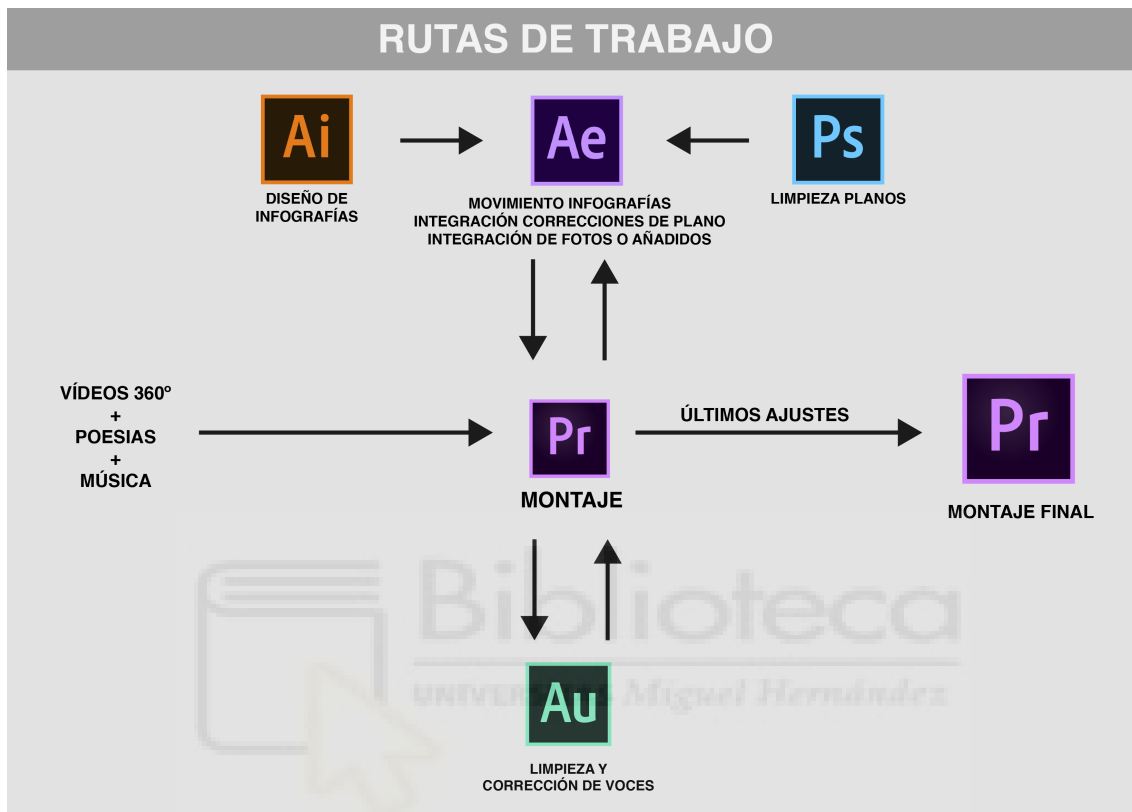 RUTAS DE TRABAJO
Ai
Ae
Ps
DISEÑO DE
INFOGRAFÍAS
MOVIMIENTO INFOGRAFÍAS
INTEGRACIÓN CORRECCIONES DE PLANO
INTEGRACIÓN DE FOTOS O AÑADIDOS
LIMPIEZA PLANOS
VÍDEOS 360º
+
POESIAS
+
MÚSICA
Pr
MONTAJE
ÚLTIMOS AJUSTES
Pr
MONTAJE FINAL
Biblioteca
UNIVERSITAS Miguel Hernández
Au
LIMPIEZA Y
CORRECCIÓN DE VOCES